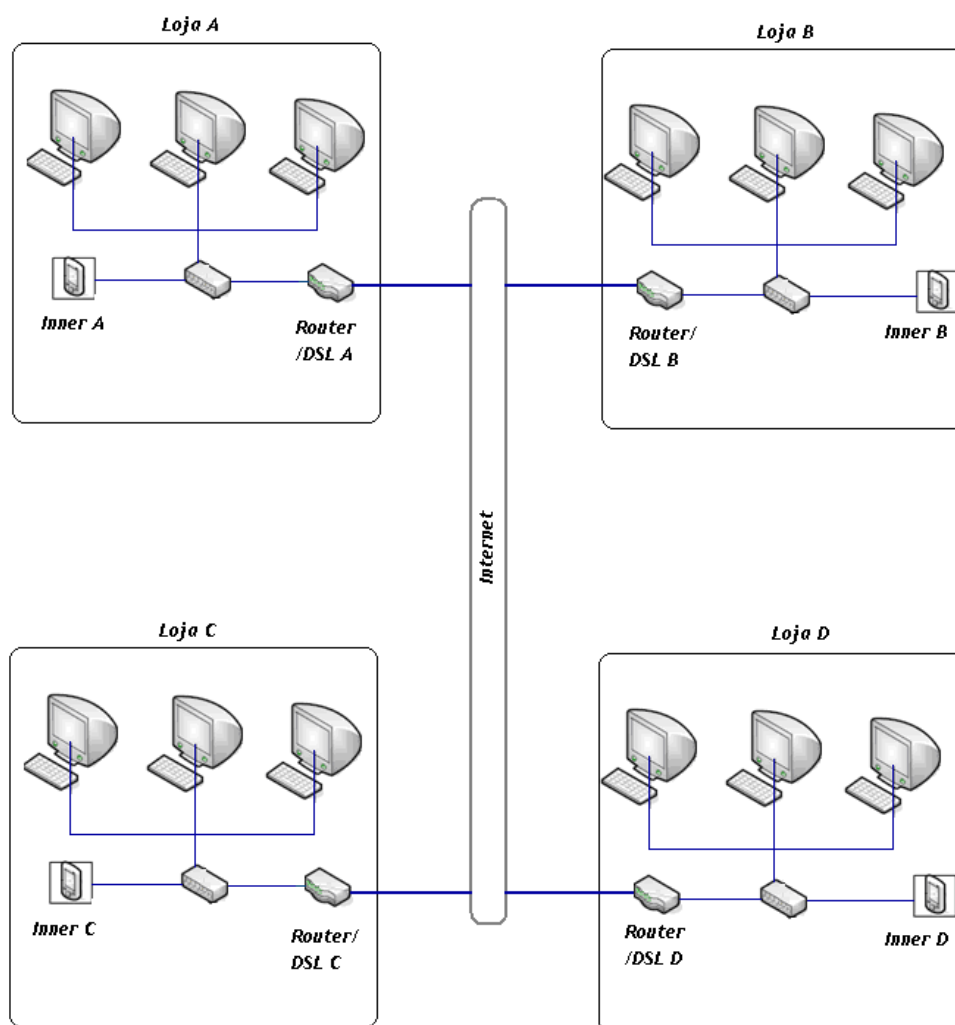 Loja A
Loja B
Inner A
Router
/DSL A
Router/
DSL B
Inner B
Internet
Loja C
Loja D
Inner C
Router/
DSL C
Router
/DSL D
Inner D